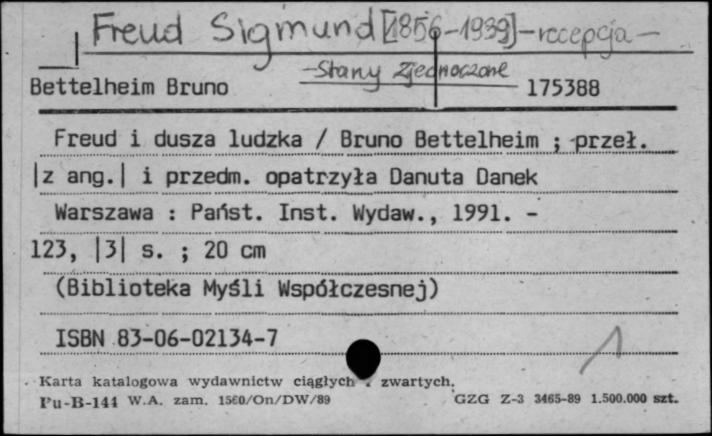 Freud Sigmund [1856-1939] - recepcja -
- Stany Zjednoczone
Bettelheim Bruno 175388
Freud i dusza ludzka / Bruno Bettelheim ; przeł.
|z ang.| i przedm. opatrzyła Danuta Danek
Warszawa : Państ. Inst. Wydaw., 1991. -
123, |3| s. ; 20 cm
(Biblioteka Myśli Współczesnej)
ISBN 83-06-02134-7
1
Karta katalogowa wydawnictw ciągłych i zwartych.
Pu-B-144 W.A. zam. 1560/On/DW/89 GZG Z-3 3465-89 1.500.000 szt.